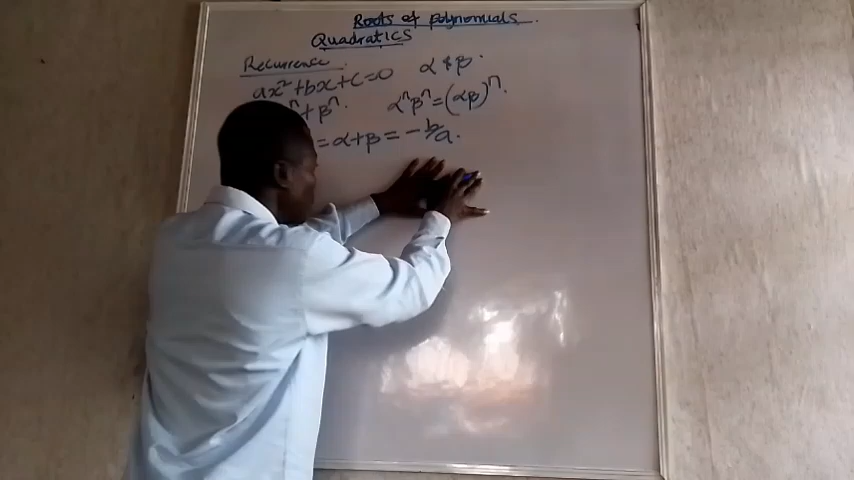 Roots of polynomials.
Quadratics
Recurrence.
ax²+bx+c=0 α & β.
ⁿ+βⁿ. αⁿβⁿ=(αβ)ⁿ.
=α+β=-b/a.